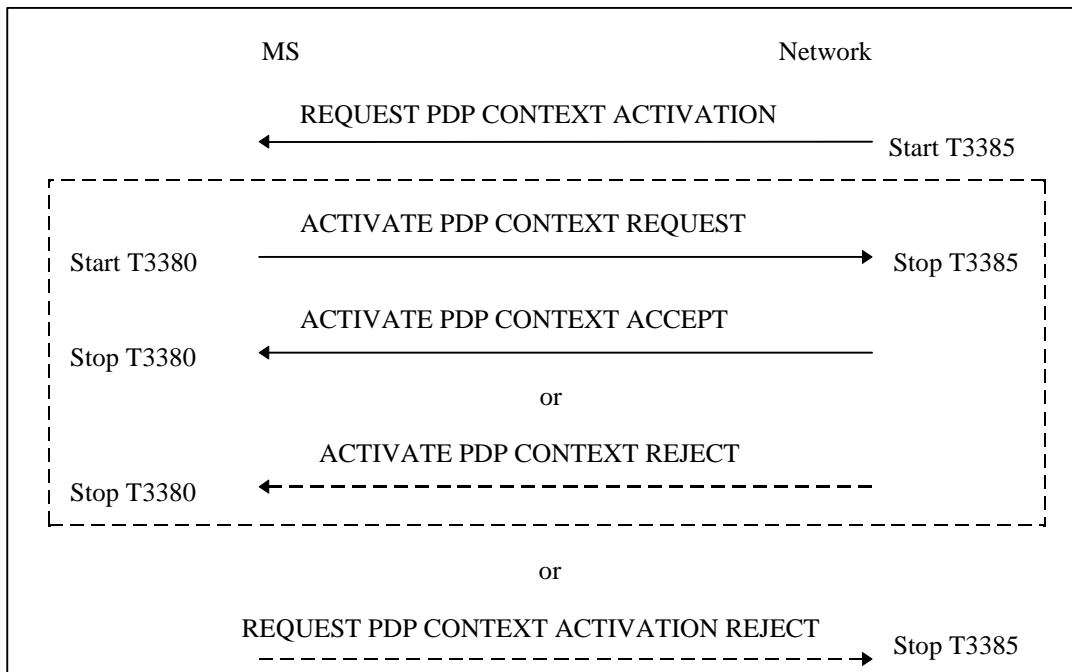 MS Network
REQUEST PDP CONTEXT ACTIVATION
Start T3385
ACTIVATE PDP CONTEXT REQUEST
Start T3380 Stop T3385
ACTIVATE PDP CONTEXT ACCEPT
Stop T3380
or
ACTIVATE PDP CONTEXT REJECT
Stop T3380
or
REQUEST PDP CONTEXT ACTIVATION REJECT
Stop T3385